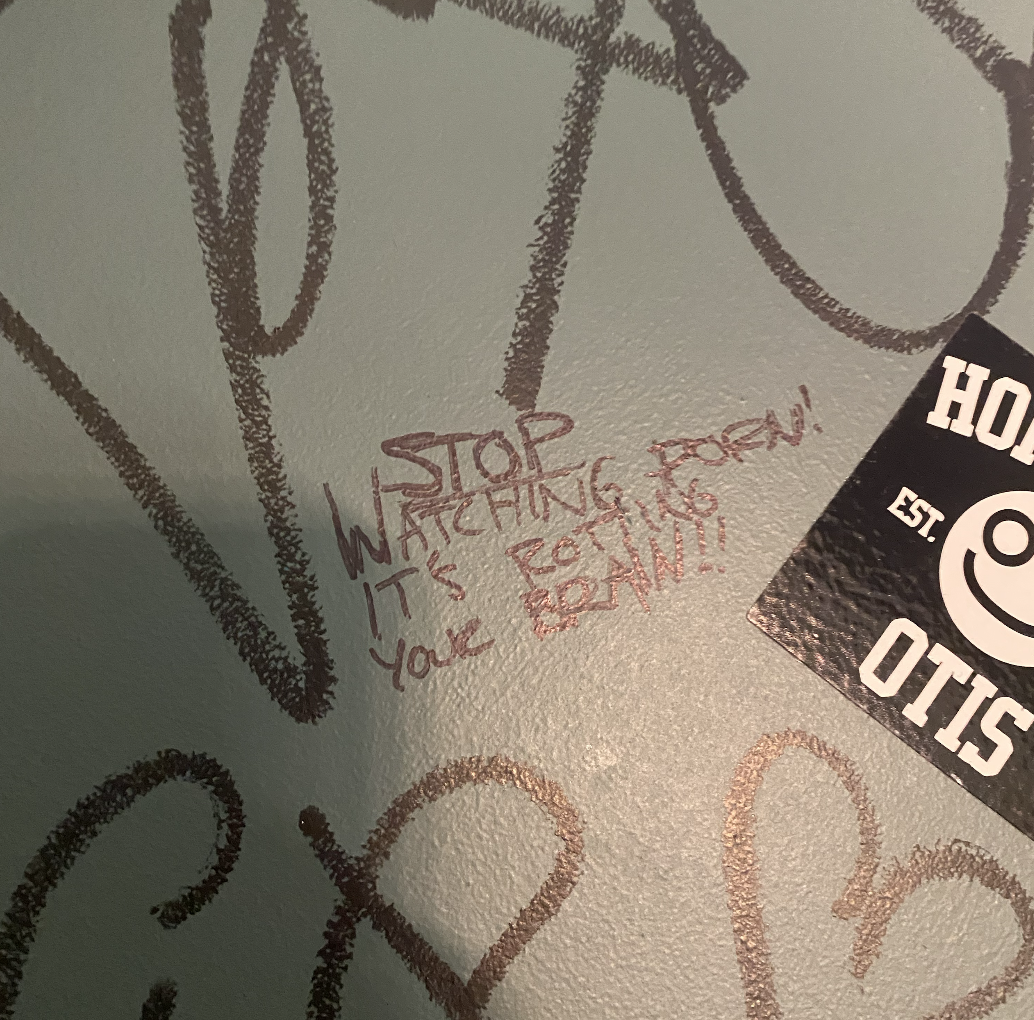 STOP
WATCHING PORN!
IT'S ROTTING
YOUR BRAIN!!!
EST.
OTIS